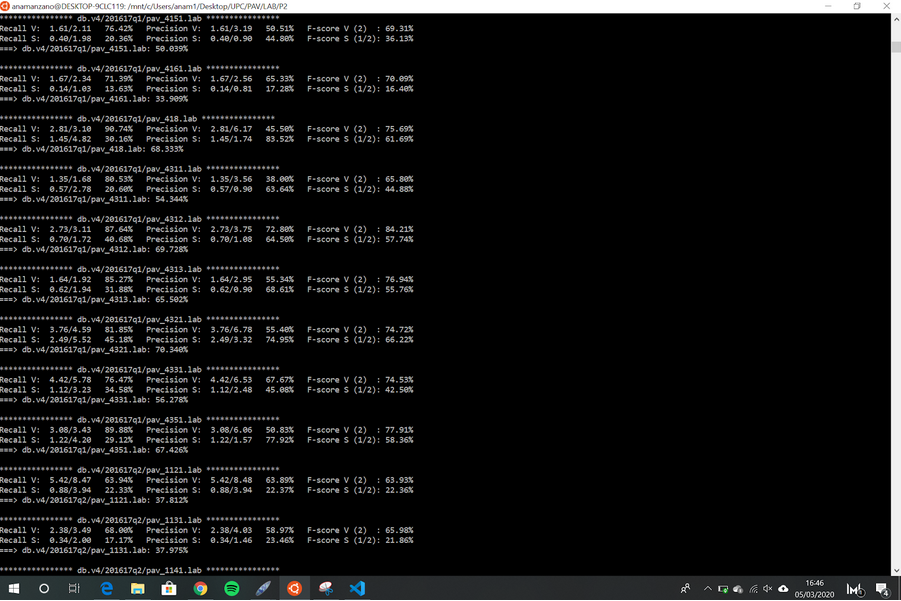 anamanzano@DESKTOP-9CLC119: /mnt/c/Users/anam1/Desktop/UPC/PAV/LAB/P2
**************** db.v4/201617q1/pav_4151.lab ****************
Recall V: 1.61/2.11 76.42% Precision V: 1.61/3.19 50.51% F-score V (2) : 69.31%
Recall S: 0.40/1.98 20.36% Precision S: 0.40/0.90 44.80% F-score S (1/2): 36.13%
===> db.v4/201617q1/pav_4151.lab: 50.039%
**************** db.v4/201617q1/pav_4161.lab ****************
Recall V: 1.67/2.34 71.39% Precision V: 1.67/2.56 65.33% F-score V (2) : 70.09%
Recall S: 0.14/1.03 13.63% Precision S: 0.14/0.81 17.28% F-score S (1/2): 16.40%
===> db.v4/201617q1/pav_4161.lab: 33.909%
**************** db.v4/201617q1/pav_418.lab ****************
Recall V: 2.81/3.10 90.74% Precision V: 2.81/6.17 45.50% F-score V (2) : 75.69%
Recall S: 1.45/4.82 30.16% Precision S: 1.45/1.74 83.52% F-score S (1/2): 61.69%
===> db.v4/201617q1/pav_418.lab: 68.333%
**************** db.v4/201617q1/pav_4311.lab ****************
Recall V: 1.35/1.68 80.53% Precision V: 1.35/3.56 38.00% F-score V (2) : 65.80%
Recall S: 0.57/2.78 20.60% Precision S: 0.57/0.90 63.64% F-score S (1/2): 44.88%
===> db.v4/201617q1/pav_4311.lab: 54.344%
**************** db.v4/201617q1/pav_4312.lab ****************
Recall V: 2.73/3.11 87.64% Precision V: 2.73/3.75 72.80% F-score V (2) : 84.21%
Recall S: 0.70/1.72 40.68% Precision S: 0.70/1.08 64.50% F-score S (1/2): 57.74%
===> db.v4/201617q1/pav_4312.lab: 69.728%
**************** db.v4/201617q1/pav_4313.lab ****************
Recall V: 1.64/1.92 85.27% Precision V: 1.64/2.95 55.34% F-score V (2) : 76.94%
Recall S: 0.62/1.94 31.88% Precision S: 0.62/0.90 68.61% F-score S (1/2): 55.76%
===> db.v4/201617q1/pav_4313.lab: 65.502%
**************** db.v4/201617q1/pav_4321.lab ****************
Recall V: 3.76/4.59 81.85% Precision V: 3.76/6.78 55.40% F-score V (2) : 74.72%
Recall S: 2.49/5.52 45.18% Precision S: 2.49/3.32 74.95% F-score S (1/2): 66.22%
===> db.v4/201617q1/pav_4321.lab: 70.340%
**************** db.v4/201617q1/pav_4331.lab ****************
Recall V: 4.42/5.78 76.47% Precision V: 4.42/6.53 67.67% F-score V (2) : 74.53%
Recall S: 1.12/3.23 34.58% Precision S: 1.12/2.48 45.08% F-score S (1/2): 42.50%
===> db.v4/201617q1/pav_4331.lab: 56.278%
**************** db.v4/201617q1/pav_4351.lab ****************
Recall V: 3.08/3.43 89.88% Precision V: 3.08/6.06 50.83% F-score V (2) : 77.91%
Recall S: 1.22/4.20 29.12% Precision S: 1.22/1.57 77.92% F-score S (1/2): 58.36%
===> db.v4/201617q1/pav_4351.lab: 67.426%
**************** db.v4/201617q2/pav_1121.lab ****************
Recall V: 5.42/8.47 63.94% Precision V: 5.42/8.48 63.89% F-score V (2) : 63.93%
Recall S: 0.88/3.94 22.33% Precision S: 0.88/3.94 22.37% F-score S (1/2): 22.36%
===> db.v4/201617q2/pav_1121.lab: 37.812%
**************** db.v4/201617q2/pav_1131.lab ****************
Recall V: 2.38/3.49 68.00% Precision V: 2.38/4.03 58.97% F-score V (2) : 65.98%
Recall S: 0.34/2.00 17.17% Precision S: 0.34/1.46 23.46% F-score S (1/2): 21.86%
===> db.v4/201617q2/pav_1131.lab: 37.975%
**************** db.v4/201617q2/pav_1141.lab ****************
16:46
05/03/2020
4